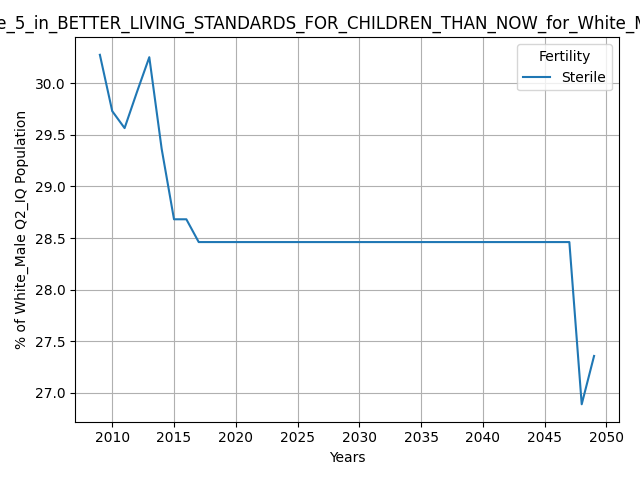 e_5_in_BETTER_LIVING_STANDARDS_FOR_CHILDREN_THAN_NOW_for_White_M
Fertility
Sterile
% of White_Male Q2_IQ Population
30.0
29.5
29.0
28.5
28.0
27.5
27.0
2010 2015 2020 2025 2030 2035 2040 2045 2050
Years